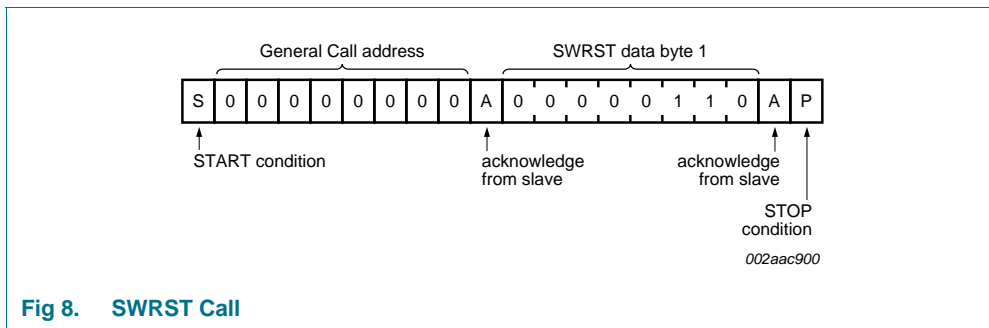 General Call address SWRST data byte 1
S 0 0 0 0 0 0 0 0 A 0 0 0 0 0 1 1 0 A P
START condition acknowledge from slave acknowledge from slave
STOP condition
002aac900
Fig 8. SWRST Call